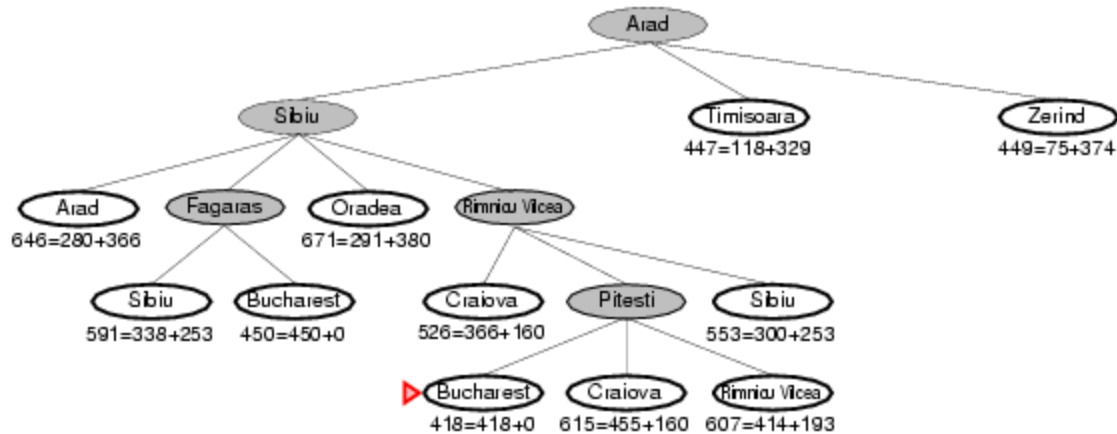 Arad
Sibiu
Timisoara
Zerind
447=118+329
449=75+374
Arad
Fagaras
Oradea
Rimnicu Vilcea
646=280+366
671=291+380
Sibiu
Bucharest
Craiova
Pitesti
Sibiu
591=338+253
450=450+0
526=366+160
553=300+253
Bucharest
Craiova
Rimnicu Vilcea
418=418+0
615=455+160
607=414+193